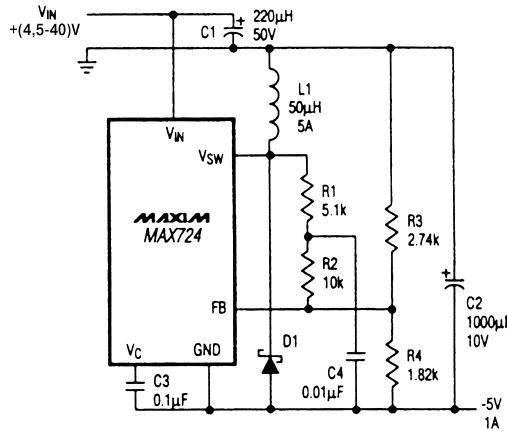 VIN
+(4,5-40)V
C1
220µH
50V
L1
50µH
5A
VIN
VSW
MAXIM
MAX724
FB
VC
GND
R1
5.1k
R2
10k
R3
2.74k
R4
1.82k
C2
1000µF
10V
D1
C3
0.1µF
C4
0.01µF
-5V
1A